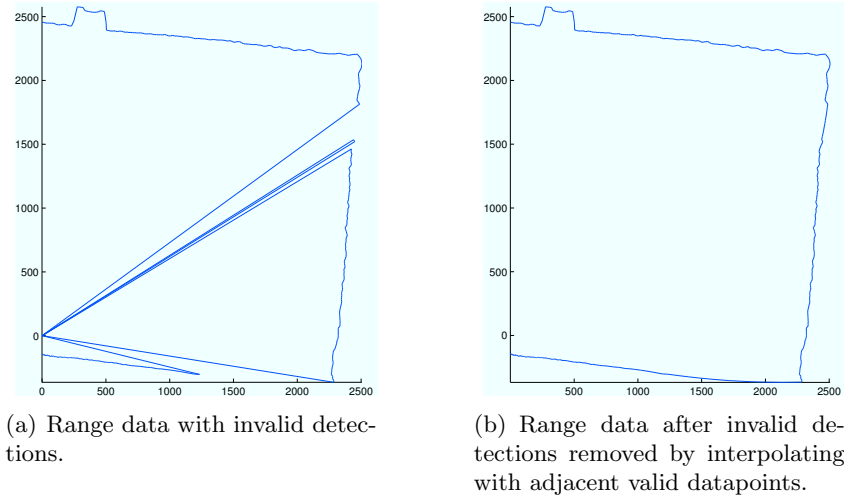 2500
2000
1500
1000
500
0
0 500 1000 1500 2000 2500
(a) Range data with invalid detec-
tions.
2500
2000
1500
1000
500
0
500 1000 1500 2000 2500
(b) Range data after invalid de-
tections removed by interpolating
with adjacent valid datapoints.